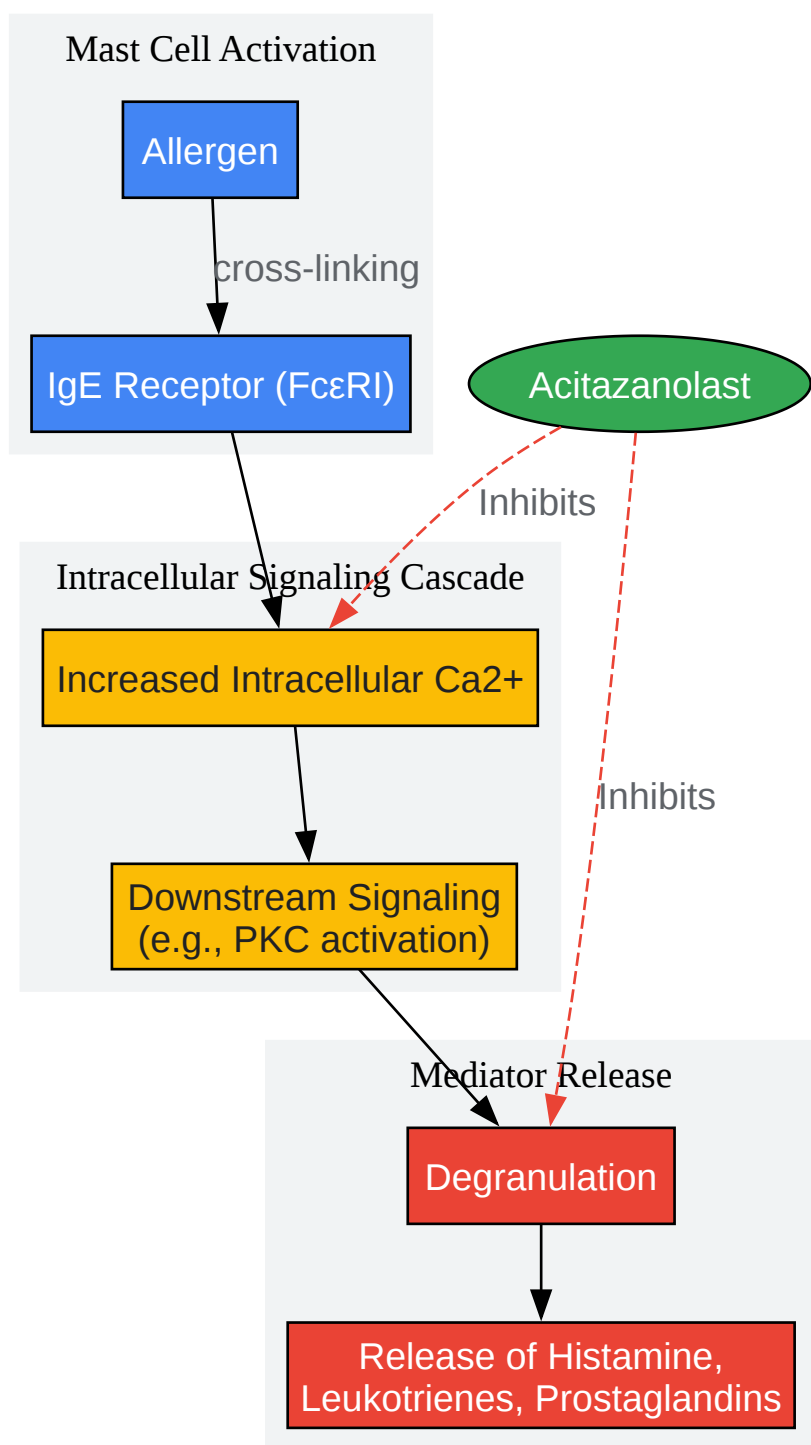 Mast Cell Activation
Allergen
cross-linking
IgE Receptor (FcεRI)
Acitazanolast
Inhibits
Intracellular Signaling Cascade
Increased Intracellular Ca2+
Inhibits
Downstream Signaling
(e.g., PKC activation)
Mediator Release
Degranulation
Release of Histamine,
Leukotrienes, Prostaglandins